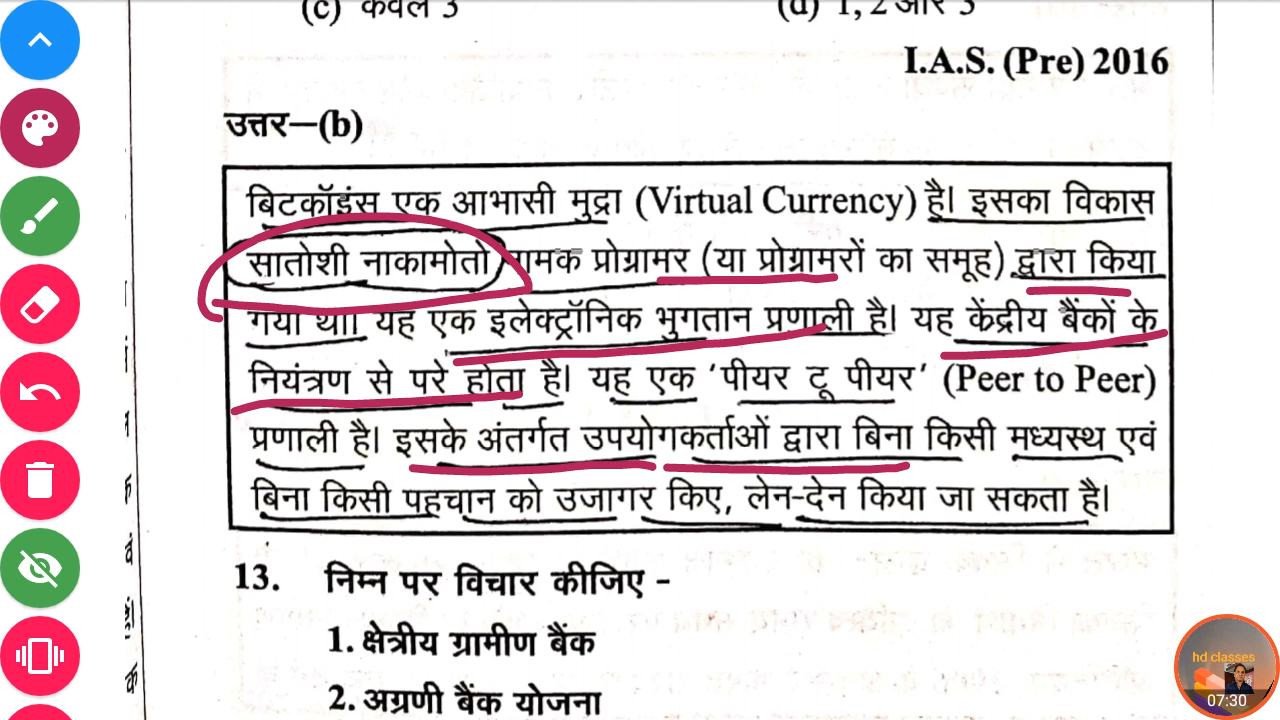 (c) केवल 3 (d) 1, 2 और 3
I.A.S. (Pre) 2016
उत्तर—(b)
बिटकॉइंस एक आभासी मुद्रा (Virtual Currency) है। इसका विकास
सातोशी नाकामोतो नामक प्रोग्रामर (या प्रोग्रामरों का समूह) द्वारा किया
गया था। यह एक इलेक्ट्रॉनिक भुगतान प्रणाली है। यह केंद्रीय बैंकों के
नियंत्रण से परे होता है। यह एक 'पीयर टू पीयर' (Peer to Peer)
प्रणाली है। इसके अंतर्गत उपयोगकर्ताओं द्वारा बिना किसी मध्यस्थ एवं
बिना किसी पहचान को उजागर किए, लेन-देन किया जा सकता है।
13. निम्न पर विचार कीजिए -
1. क्षेत्रीय ग्रामीण बैंक
2. अग्रणी बैंक योजना
hd classes
07:30